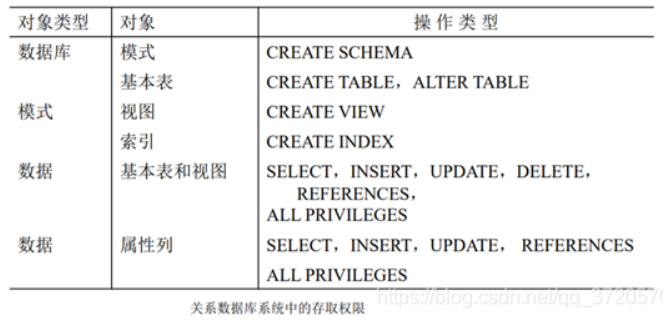 对象类型 对象 操作类型
数据库 模式 CREATE SCHEMA
基本表 CREATE TABLE，ALTER TABLE
模式 视图 CREATE VIEW
索引 CREATE INDEX
数据 基本表和视图 SELECT，INSERT，UPDATE，DELETE，
REFERENCES，
ALL PRIVILEGES
数据 属性列 SELECT，INSERT，UPDATE， REFERENCES
ALL PRIVILEGES
https://blog.csdn.net/qq_3720570
关系数据库系统中的存取权限